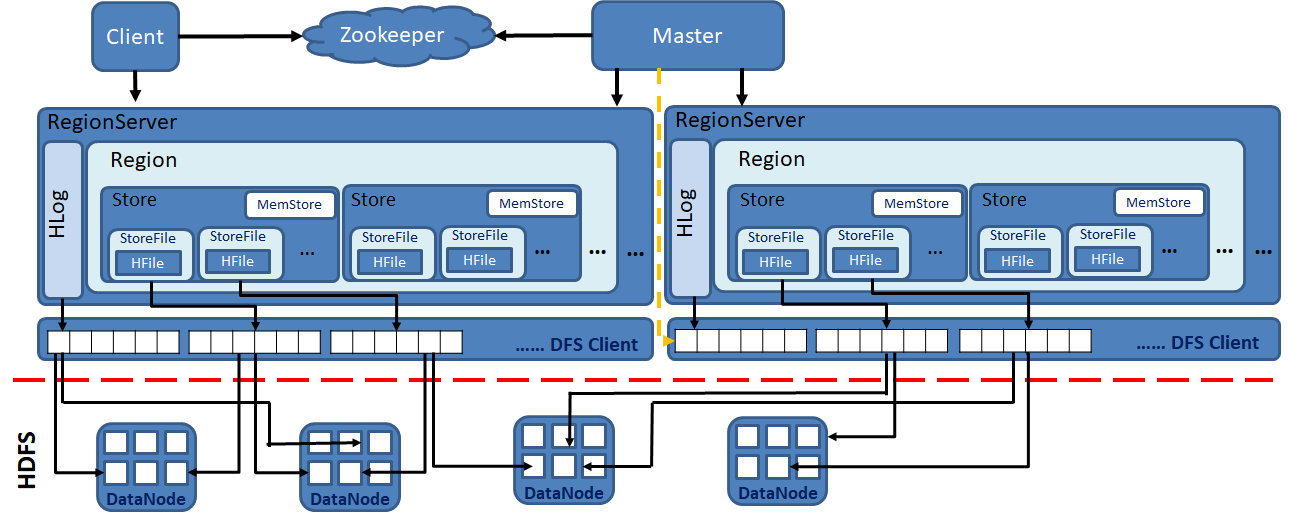 Client
Zookeeper
Master
RegionServer
HLog
Region
Store
MemStore
StoreFile
HFile
StoreFile
HFile
...
Store
MemStore
StoreFile
HFile
StoreFile
HFile
...
...
...
RegionServer
HLog
Region
Store
MemStore
StoreFile
HFile
StoreFile
HFile
...
Store
MemStore
StoreFile
HFile
StoreFile
HFile
...
...
...
...... DFS Client
...... DFS Client
HDFS
DataNode
DataNode
DataNode
DataNode